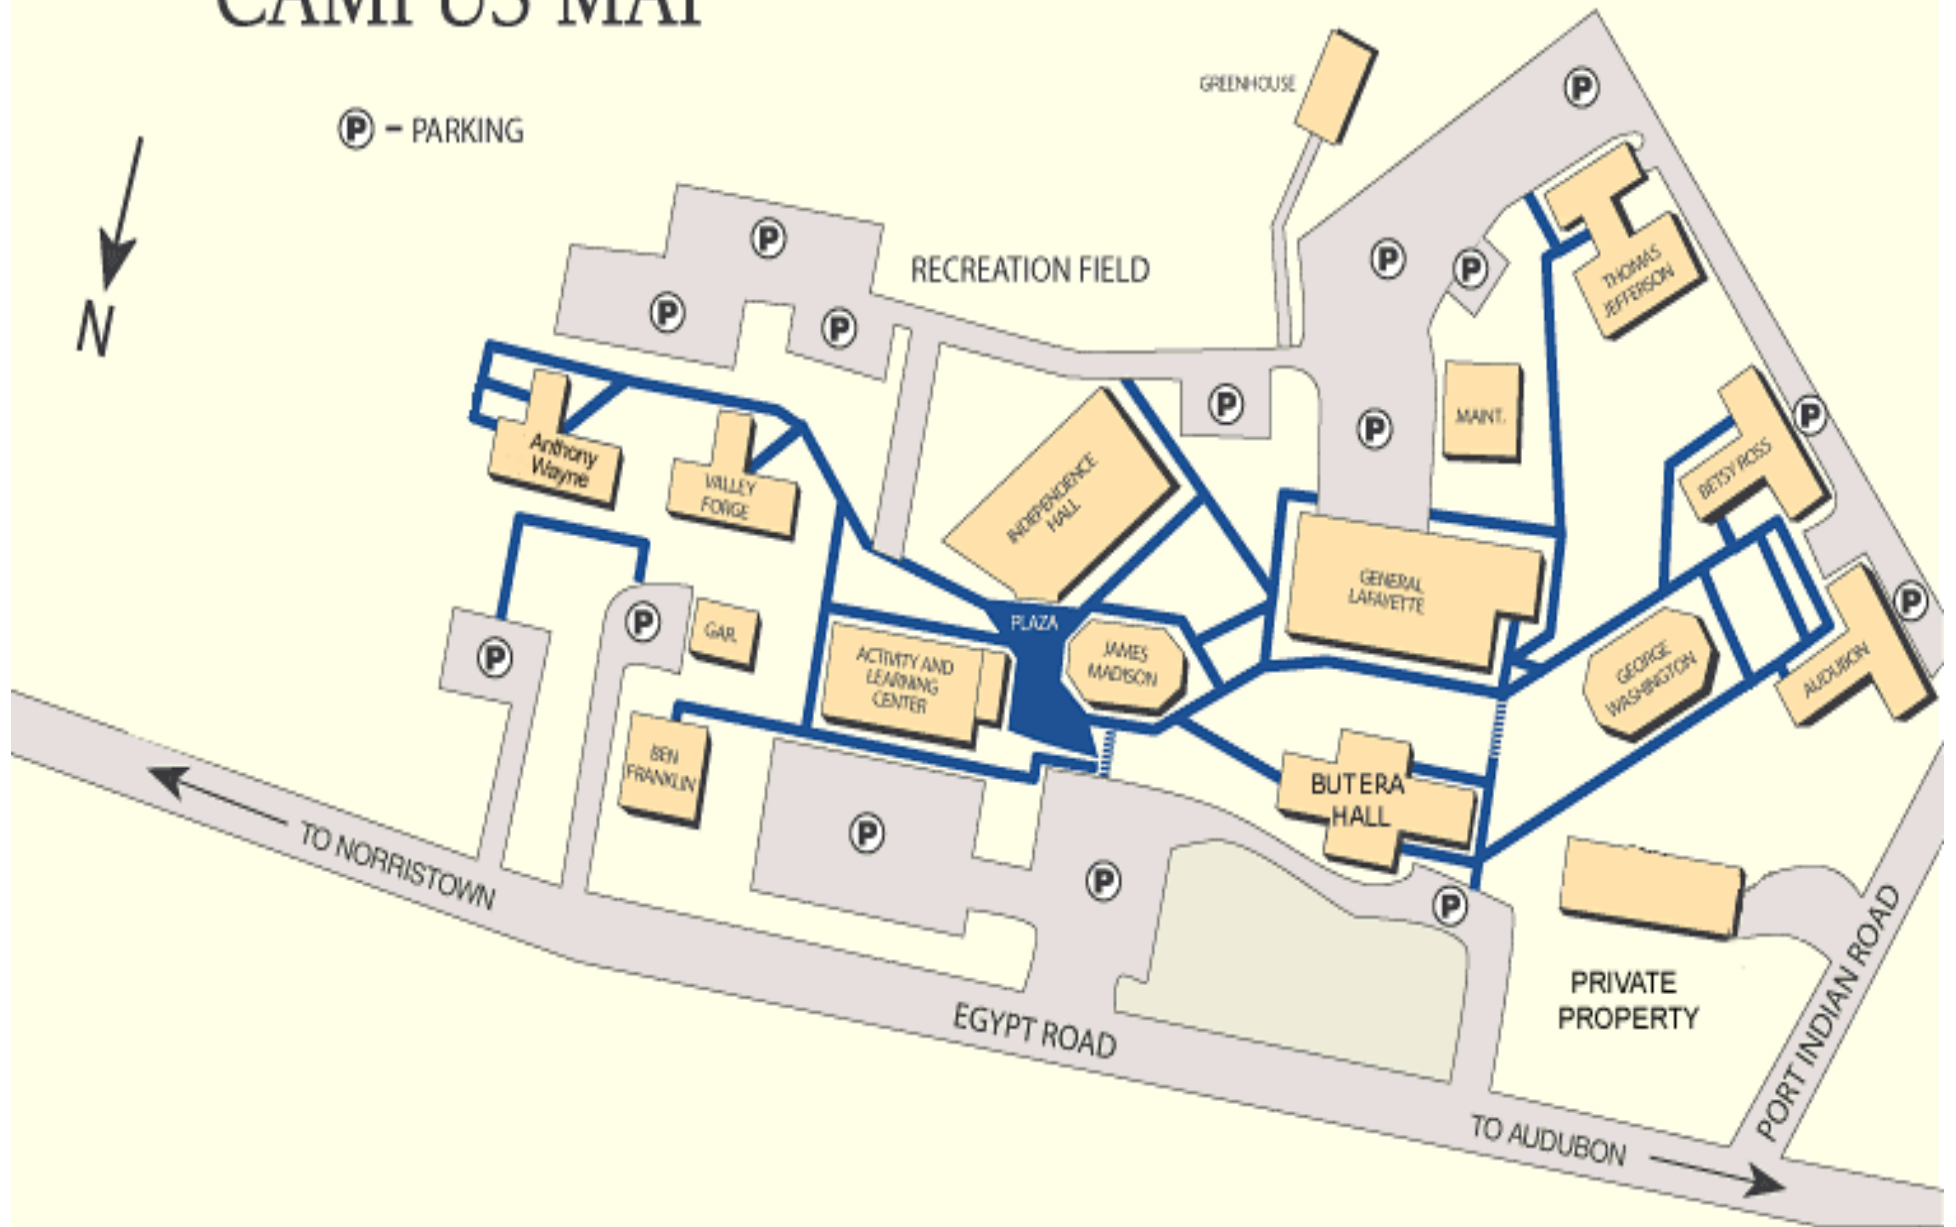 CAMPUS MAP
P – PARKING
N
GREENHOUSE
P
P
P
P
P
P
RECREATION FIELD
THOMAS
JEFFERSON
P
P
P
MAINT.
P
BETSY ROSS
Anthony
Wayne
VALLEY
FORGE
INDEPENDENCE
HALL
GENERAL
LAFAYETTE
P
P
GAR.
PLAZA
P
JAMES
MADISON
ACTIVITY AND
LEARNING
CENTER
GEORGE
WASHINGTON
AUDUBON
BEN
FRANKLIN
BUTERA
HALL
P
P
P
TO NORRISTOWN
PRIVATE
PROPERTY
PORT INDIAN ROAD
EGYPT ROAD
TO AUDUBON